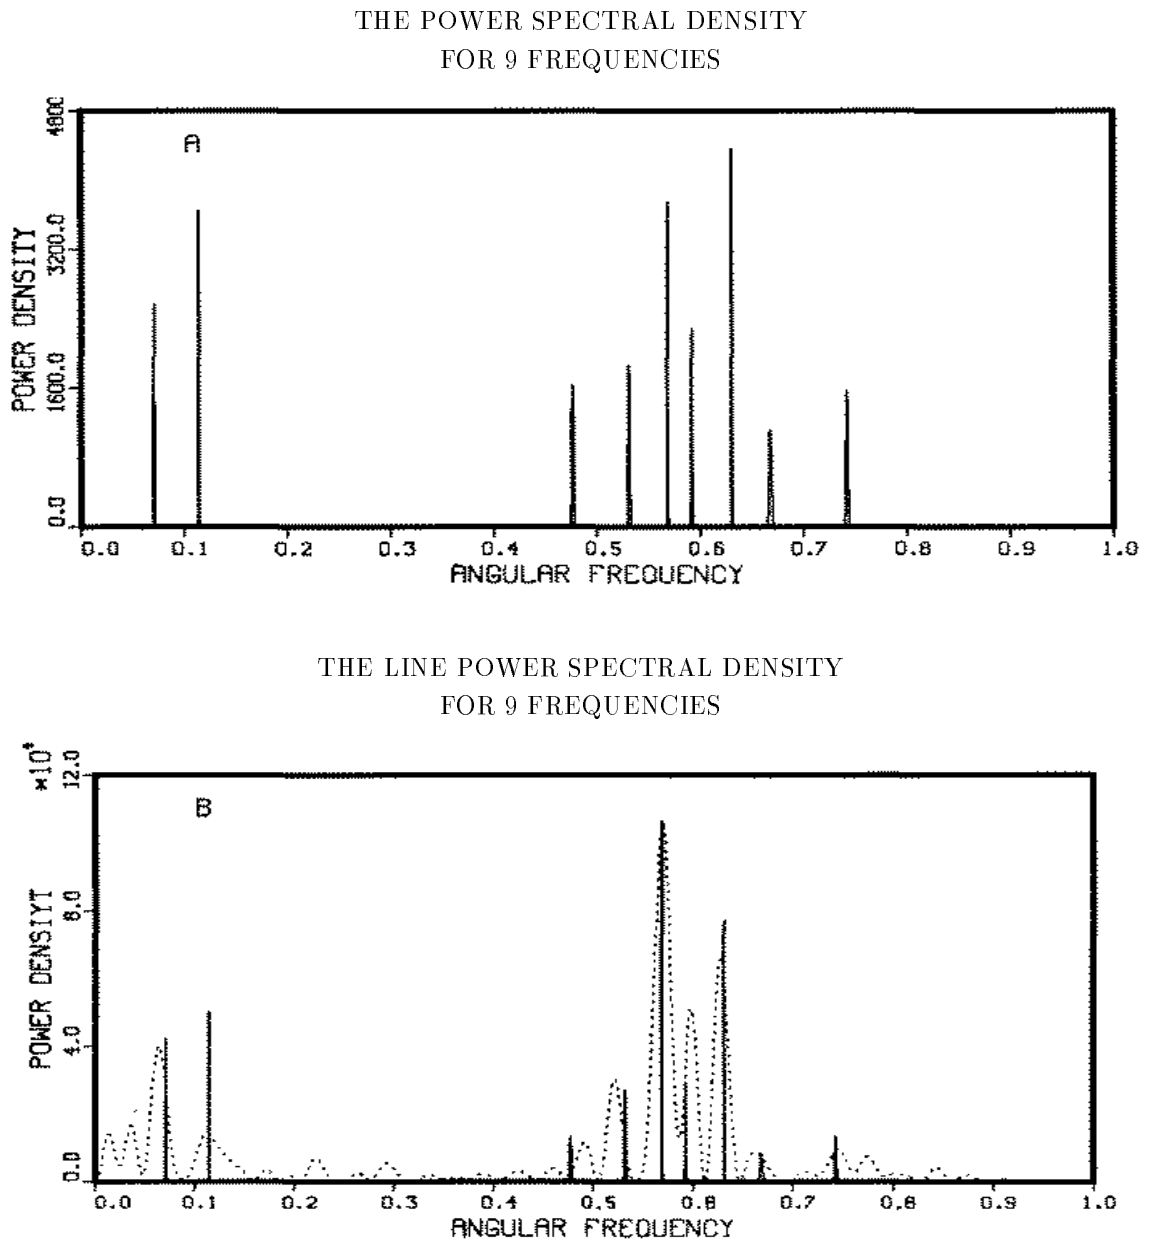 THE POWER SPECTRAL DENSITY
FOR 9 FREQUENCIES
A
POWER DENSITY
4800
3200.0
1600.0
0.0
0.0 0.1 0.2 0.3 0.4 0.5 0.6 0.7 0.8 0.9 1.0
ANGULAR FREQUENCY
THE LINE POWER SPECTRAL DENSITY
FOR 9 FREQUENCIES
B
POWER DENSIYT
12.0
8.0
4.0
0.0
0.0 0.1 0.2 0.3 0.4 0.5 0.6 0.7 0.8 0.9 1.0
ANGULAR FREQUENCY